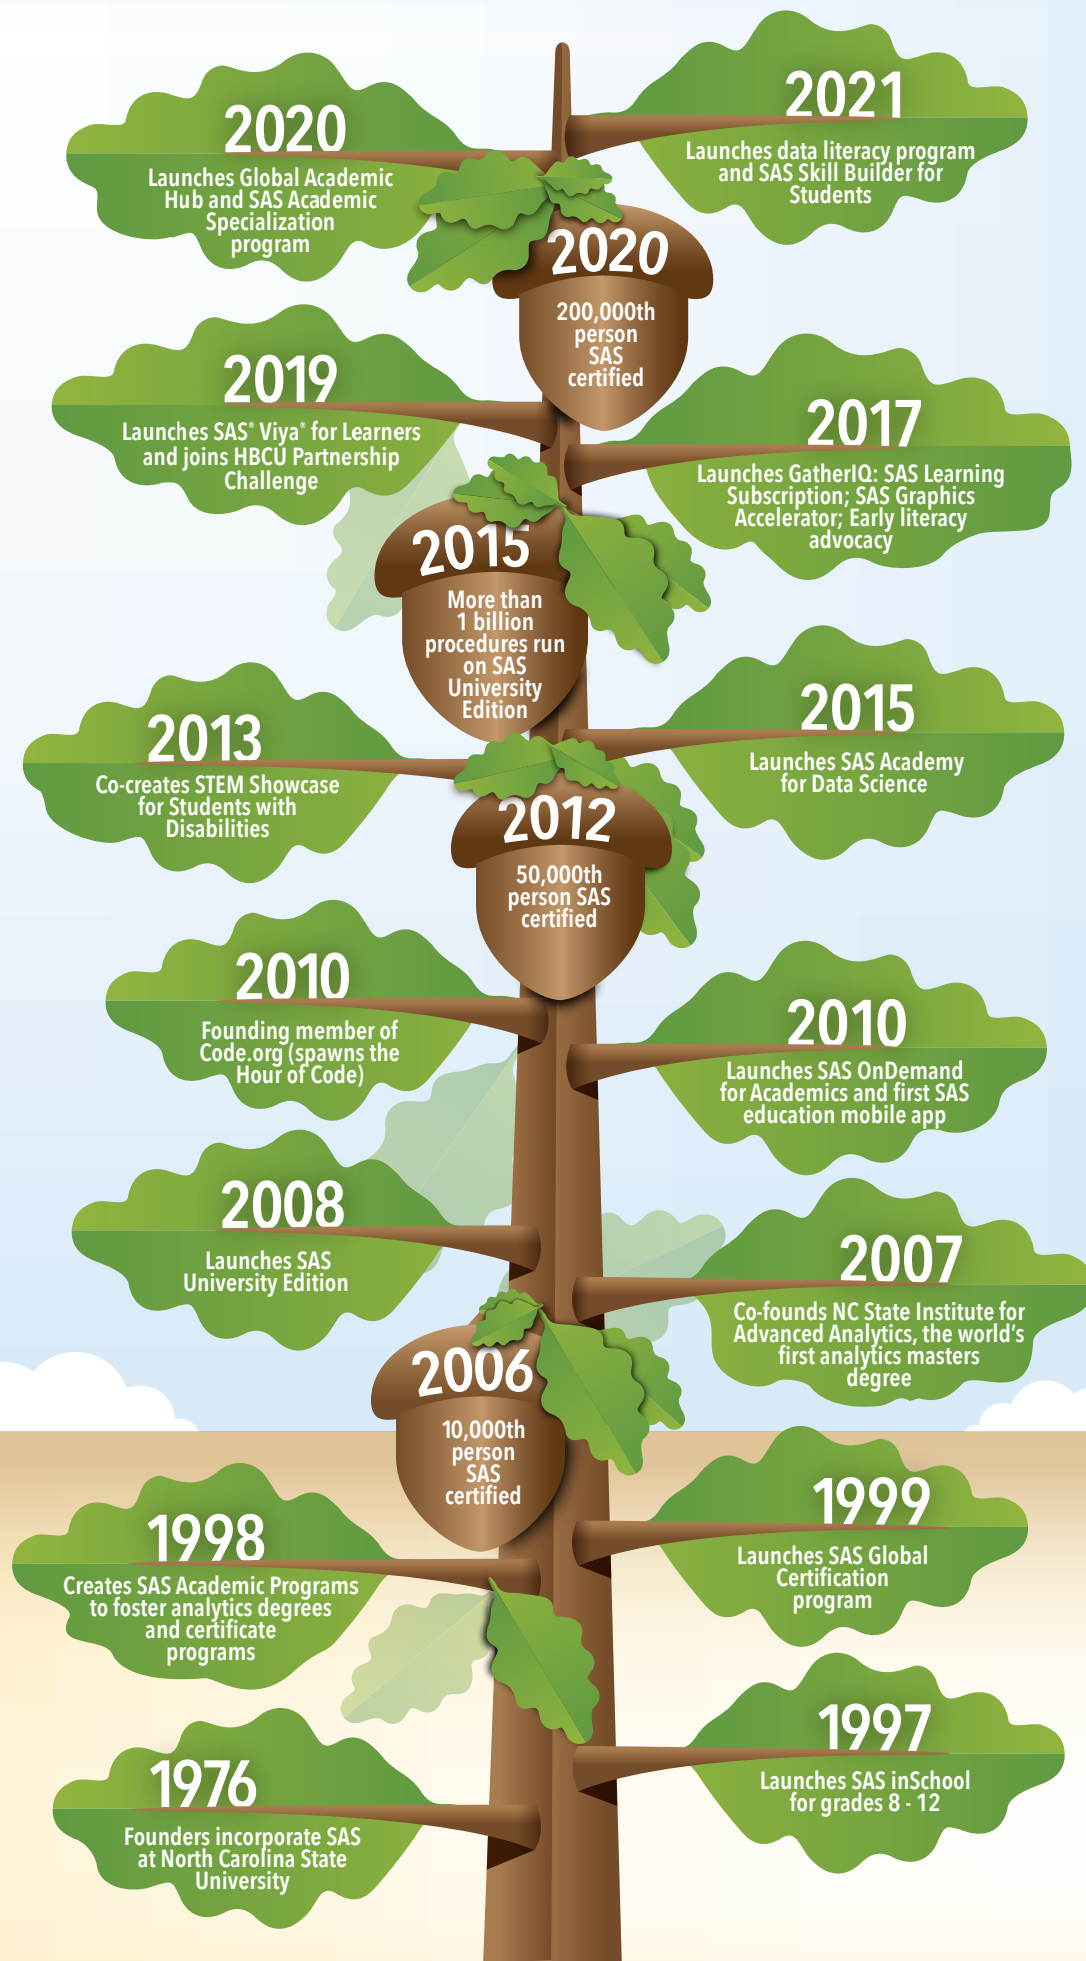 2021
Launches data literacy program
and SAS Skill Builder for
Students
2020
Launches Global Academic
Hub and SAS Academic
Specialization
program
2020
200,000th
person
SAS
certified
2019
Launches SAS® Viya® for Learners
and joins HBCU Partnership
Challenge
2017
Launches GatherIQ: SAS Learning
Subscription; SAS Graphics
Accelerator; Early literacy
advocacy
2015
More than
1 billion
procedures run
on SAS
University
Edition
2015
Launches SAS Academy
for Data Science
2013
Co-creates STEM Showcase
for Students with
Disabilities
2012
50,000th
person SAS
certified
2010
Founding member of
Code.org (spawns the
Hour of Code)
2010
Launches SAS OnDemand
for Academics and first SAS
education mobile app
2008
Launches SAS
University Edition
2007
Co-founds NC State Institute for
Advanced Analytics, the world's
first analytics masters
degree
2006
10,000th
person
SAS
certified
1999
Launches SAS Global
Certification
program
1998
Creates SAS Academic Programs
to foster analytics degrees
and certificate
programs
1997
Launches SAS inSchool
for grades 8 - 12
1976
Founders incorporate SAS
at North Carolina State
University